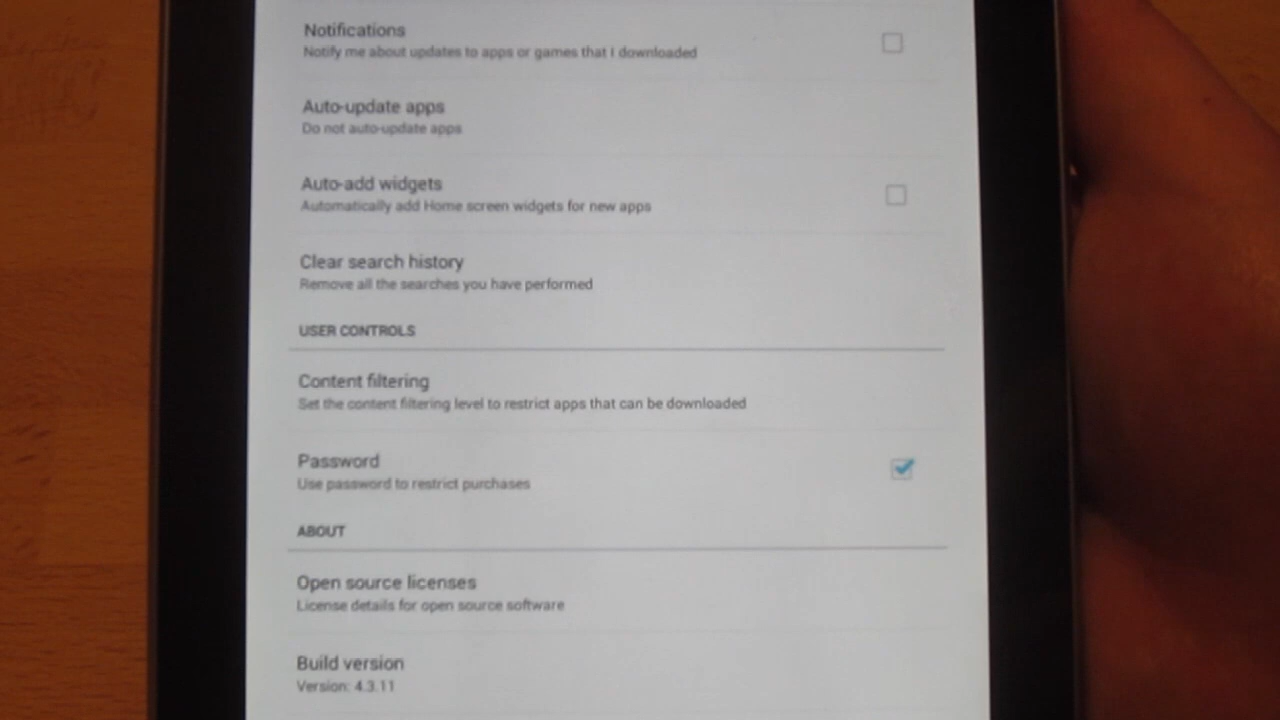 Notifications
Notify me about updates to apps or games that I downloaded
Auto-update apps
Do not auto-update apps
Auto-add widgets
Automatically add Home screen widgets for new apps
Clear search history
Remove all the searches you have performed
USER CONTROLS
Content filtering
Set the content filtering level to restrict apps that can be downloaded
Password
Use password to restrict purchases
ABOUT
Open source licenses
License details for open source software
Build version
Version: 4.3.11